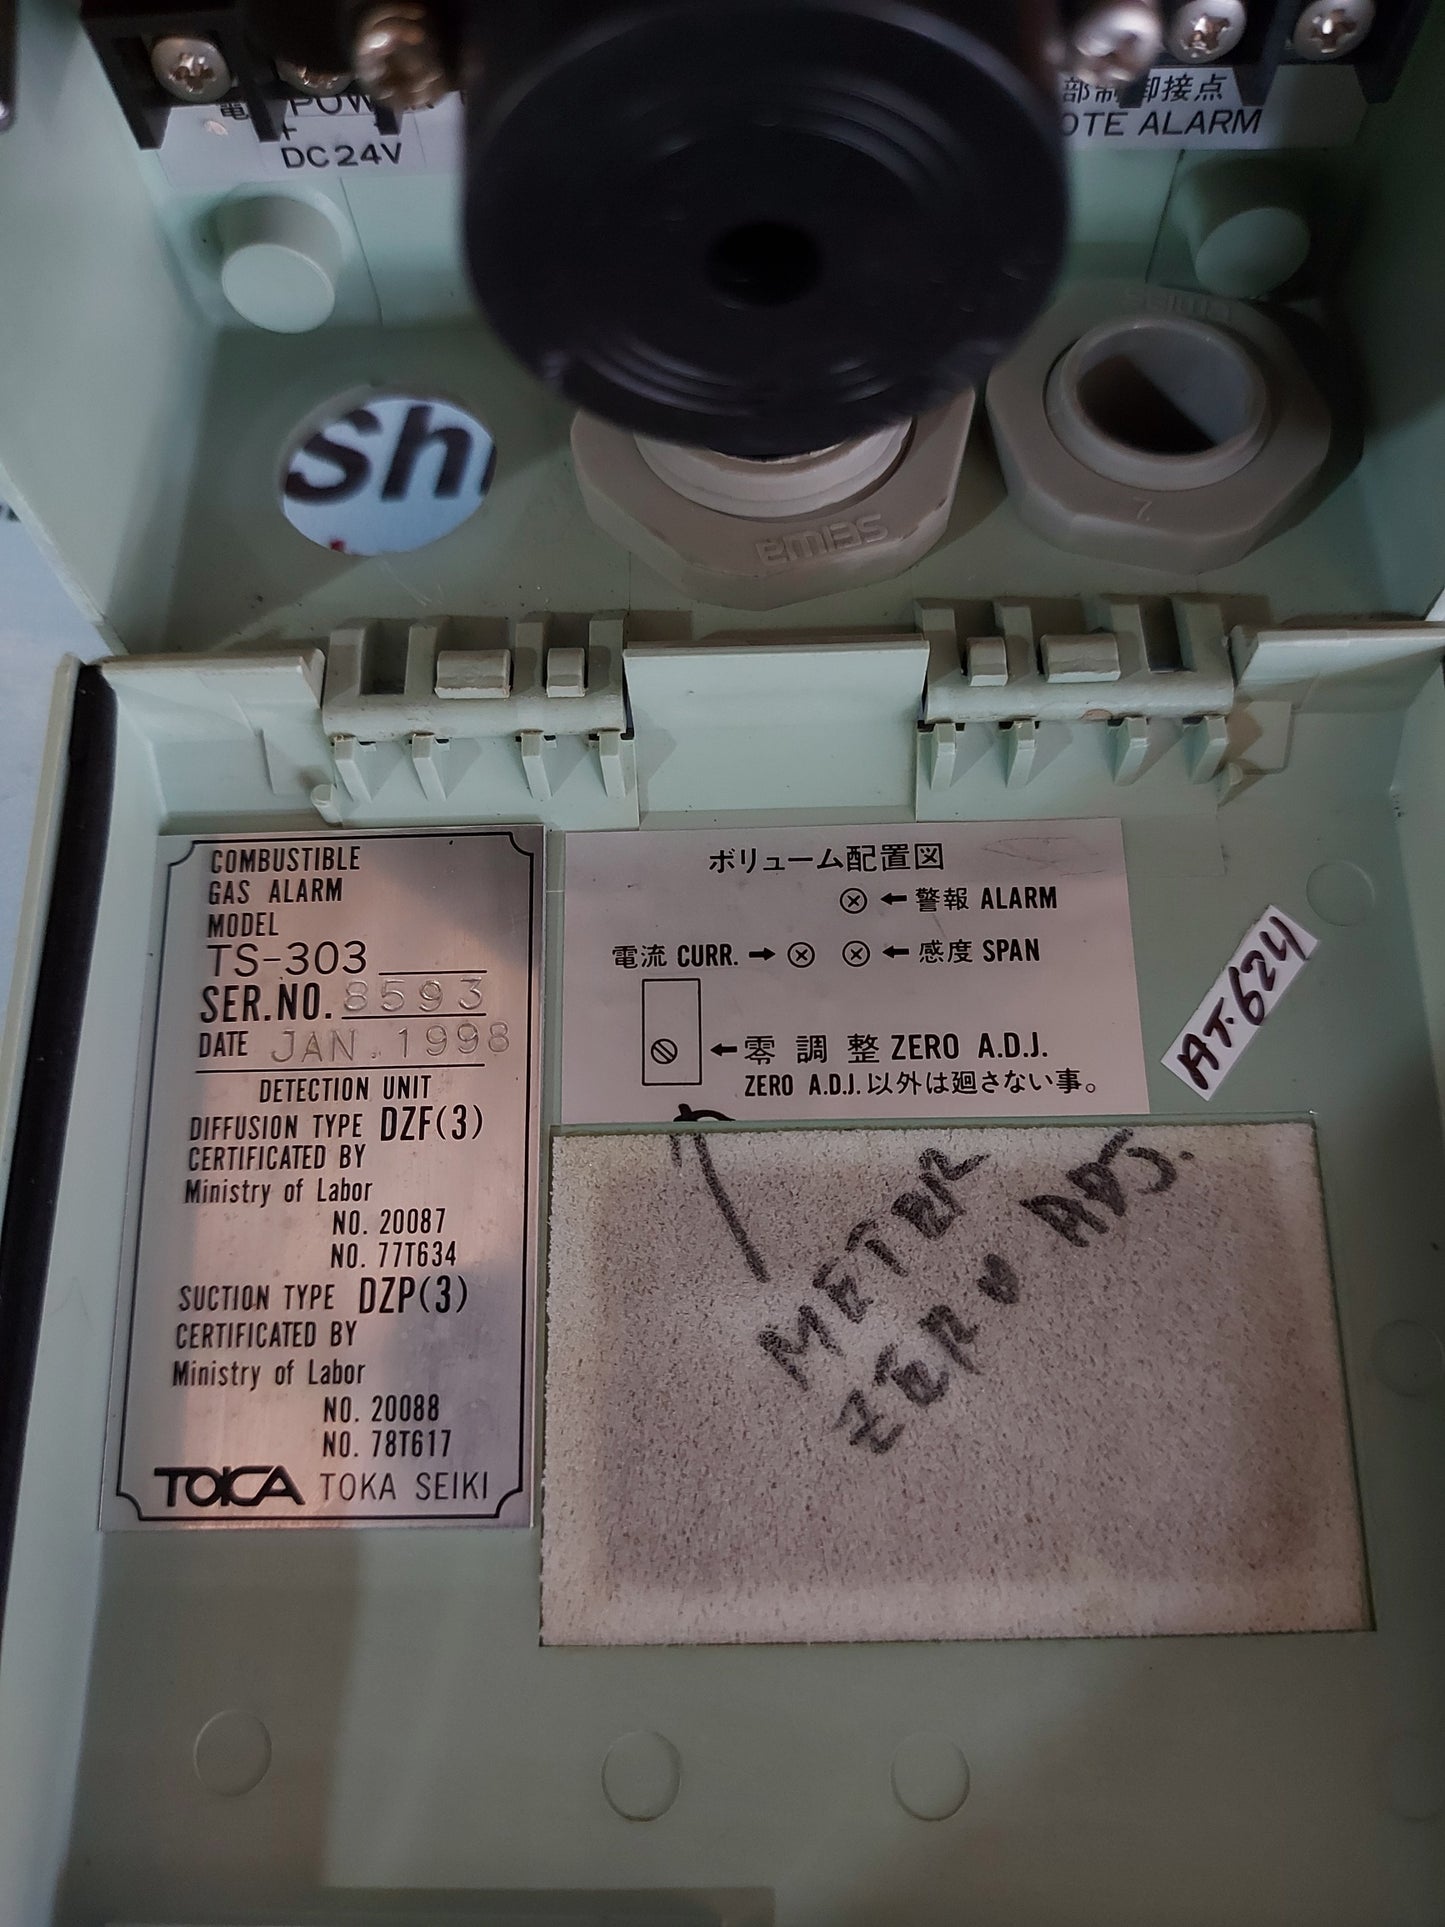 電 POWER
+
DC24V
部制御接点
OTE ALARM
Sh
seiwa
seiwa
7
COMBUSTIBLE
GAS ALARM
MODEL
TS-303
SER.NO. 8593
DATE JAN. 1998
DETECTION UNIT
DIFFUSION TYPE DZF(3)
CERTIFICATED BY
Ministry of Labor
NO. 20087
NO. 77T634
SUCTION TYPE DZP(3)
CERTIFICATED BY
Ministry of Labor
NO. 20088
NO. 78T617
TOKA TOKA SEIKI
ボリューム配置図
←警報 ALARM
電流 CURR.→ ←感度 SPAN
←零 調 整 ZERO A.D.J.
ZERO A.D.J.以外は廻さない事。
AT-624
METER
ZERO ADJ.